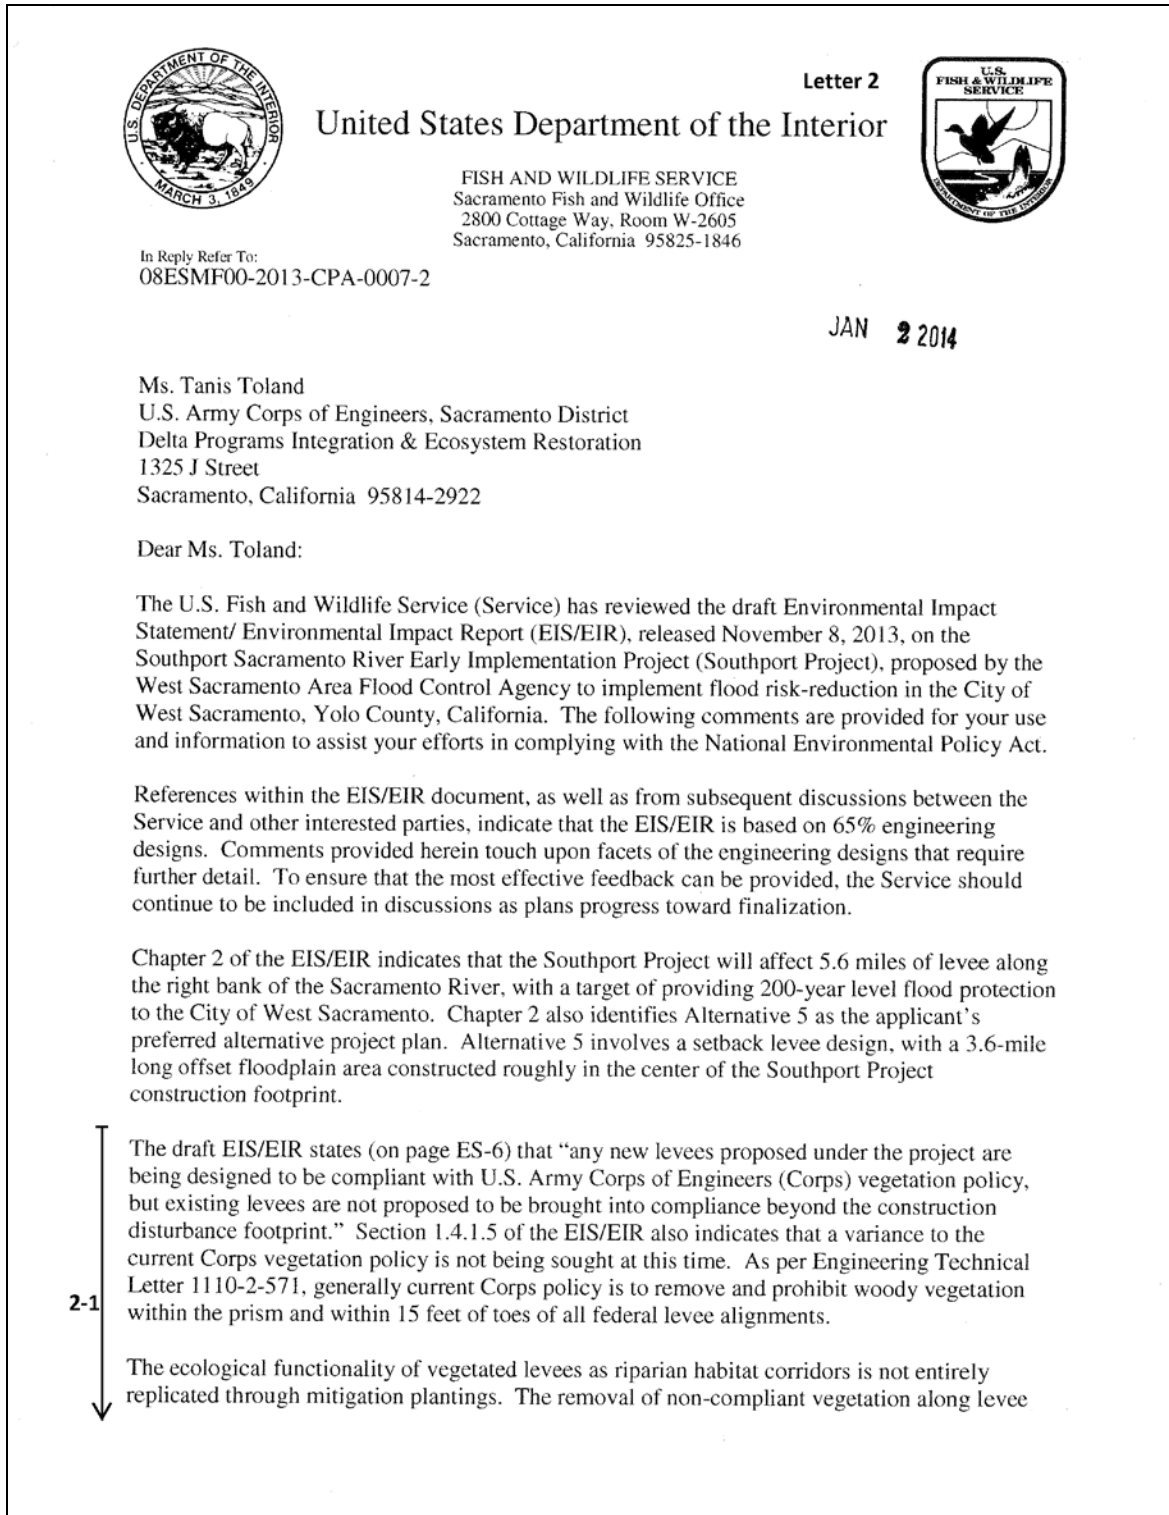 Letter 2
U.S. DEPARTMENT OF THE INTERIOR
MARCH 3, 1849
U.S.
FISH & WILDLIFE
SERVICE
DEPARTMENT OF THE INTERIOR
United States Department of the Interior
FISH AND WILDLIFE SERVICE
Sacramento Fish and Wildlife Office
2800 Cottage Way, Room W-2605
Sacramento, California 95825-1846
In Reply Refer To:
08ESMF00-2013-CPA-0007-2
JAN 2 2014
Ms. Tanis Toland
U.S. Army Corps of Engineers, Sacramento District
Delta Programs Integration & Ecosystem Restoration
1325 J Street
Sacramento, California 95814-2922
Dear Ms. Toland:
The U.S. Fish and Wildlife Service (Service) has reviewed the draft Environmental Impact
Statement/ Environmental Impact Report (EIS/EIR), released November 8, 2013, on the
Southport Sacramento River Early Implementation Project (Southport Project), proposed by the
West Sacramento Area Flood Control Agency to implement flood risk-reduction in the City of
West Sacramento, Yolo County, California. The following comments are provided for your use
and information to assist your efforts in complying with the National Environmental Policy Act.
References within the EIS/EIR document, as well as from subsequent discussions between the
Service and other interested parties, indicate that the EIS/EIR is based on 65% engineering
designs. Comments provided herein touch upon facets of the engineering designs that require
further detail. To ensure that the most effective feedback can be provided, the Service should
continue to be included in discussions as plans progress toward finalization.
Chapter 2 of the EIS/EIR indicates that the Southport Project will affect 5.6 miles of levee along
the right bank of the Sacramento River, with a target of providing 200-year level flood protection
to the City of West Sacramento. Chapter 2 also identifies Alternative 5 as the applicant's
preferred alternative project plan. Alternative 5 involves a setback levee design, with a 3.6-mile
long offset floodplain area constructed roughly in the center of the Southport Project
construction footprint.
The draft EIS/EIR states (on page ES-6) that "any new levees proposed under the project are
being designed to be compliant with U.S. Army Corps of Engineers (Corps) vegetation policy,
but existing levees are not proposed to be brought into compliance beyond the construction
disturbance footprint." Section 1.4.1.5 of the EIS/EIR also indicates that a variance to the
current Corps vegetation policy is not being sought at this time. As per Engineering Technical
Letter 1110-2-571, generally current Corps policy is to remove and prohibit woody vegetation
2-1
within the prism and within 15 feet of toes of all federal levee alignments.
The ecological functionality of vegetated levees as riparian habitat corridors is not entirely
replicated through mitigation plantings. The removal of non-compliant vegetation along levee